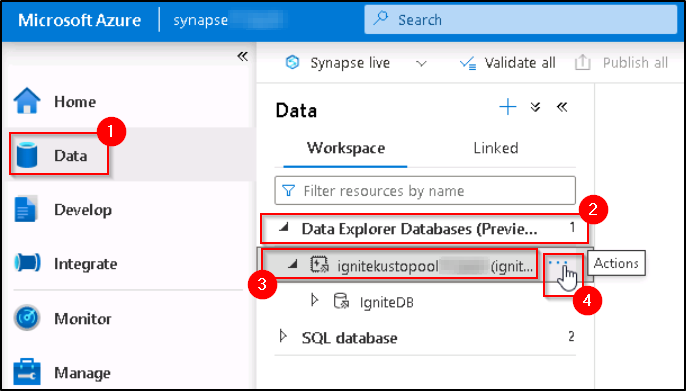 Microsoft Azure
synapse
Search
«
Synapse live
Validate all
Publish all
Home
Data
1
Develop
Integrate
Monitor
Manage
Data
Workspace
Linked
Filter resources by name
2
Data Explorer Databases (Previe... 1
3
ignitekustopool (ignit... ...
Actions
4
IgniteDB
SQL database 2